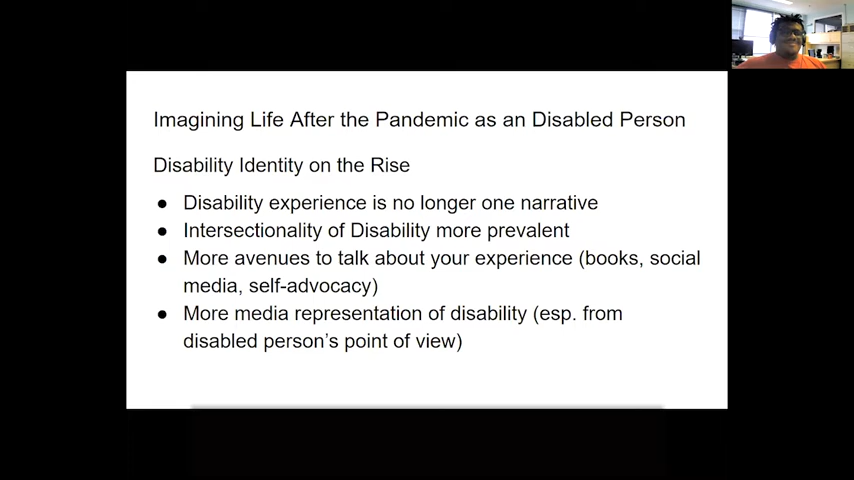 Imagining Life After the Pandemic as an Disabled Person
Disability Identity on the Rise
● Disability experience is no longer one narrative
● Intersectionality of Disability more prevalent
● More avenues to talk about your experience (books, social
media, self-advocacy)
● More media representation of disability (esp. from
disabled person's point of view)